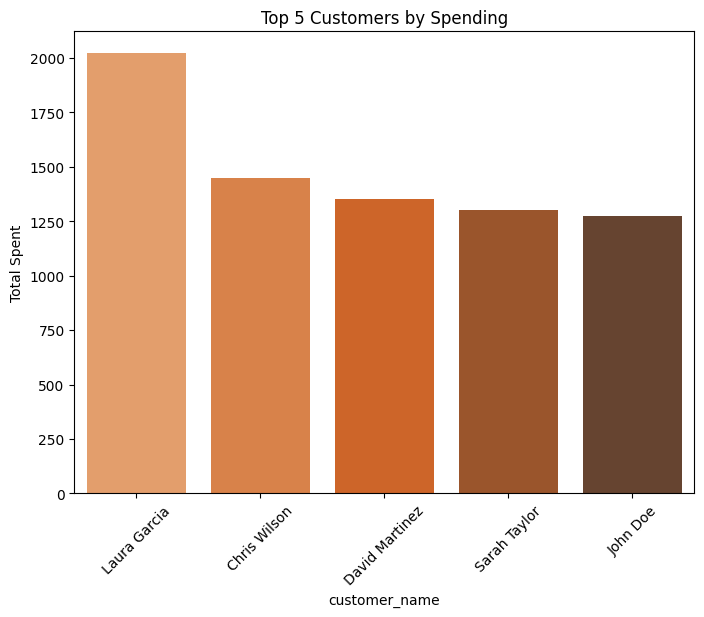 Top 5 Customers by Spending
Total Spent
2000
1750
1500
1250
1000
750
500
250
0
Laura Garcia
Chris Wilson
David Martinez
Sarah Taylor
John Doe
customer_name